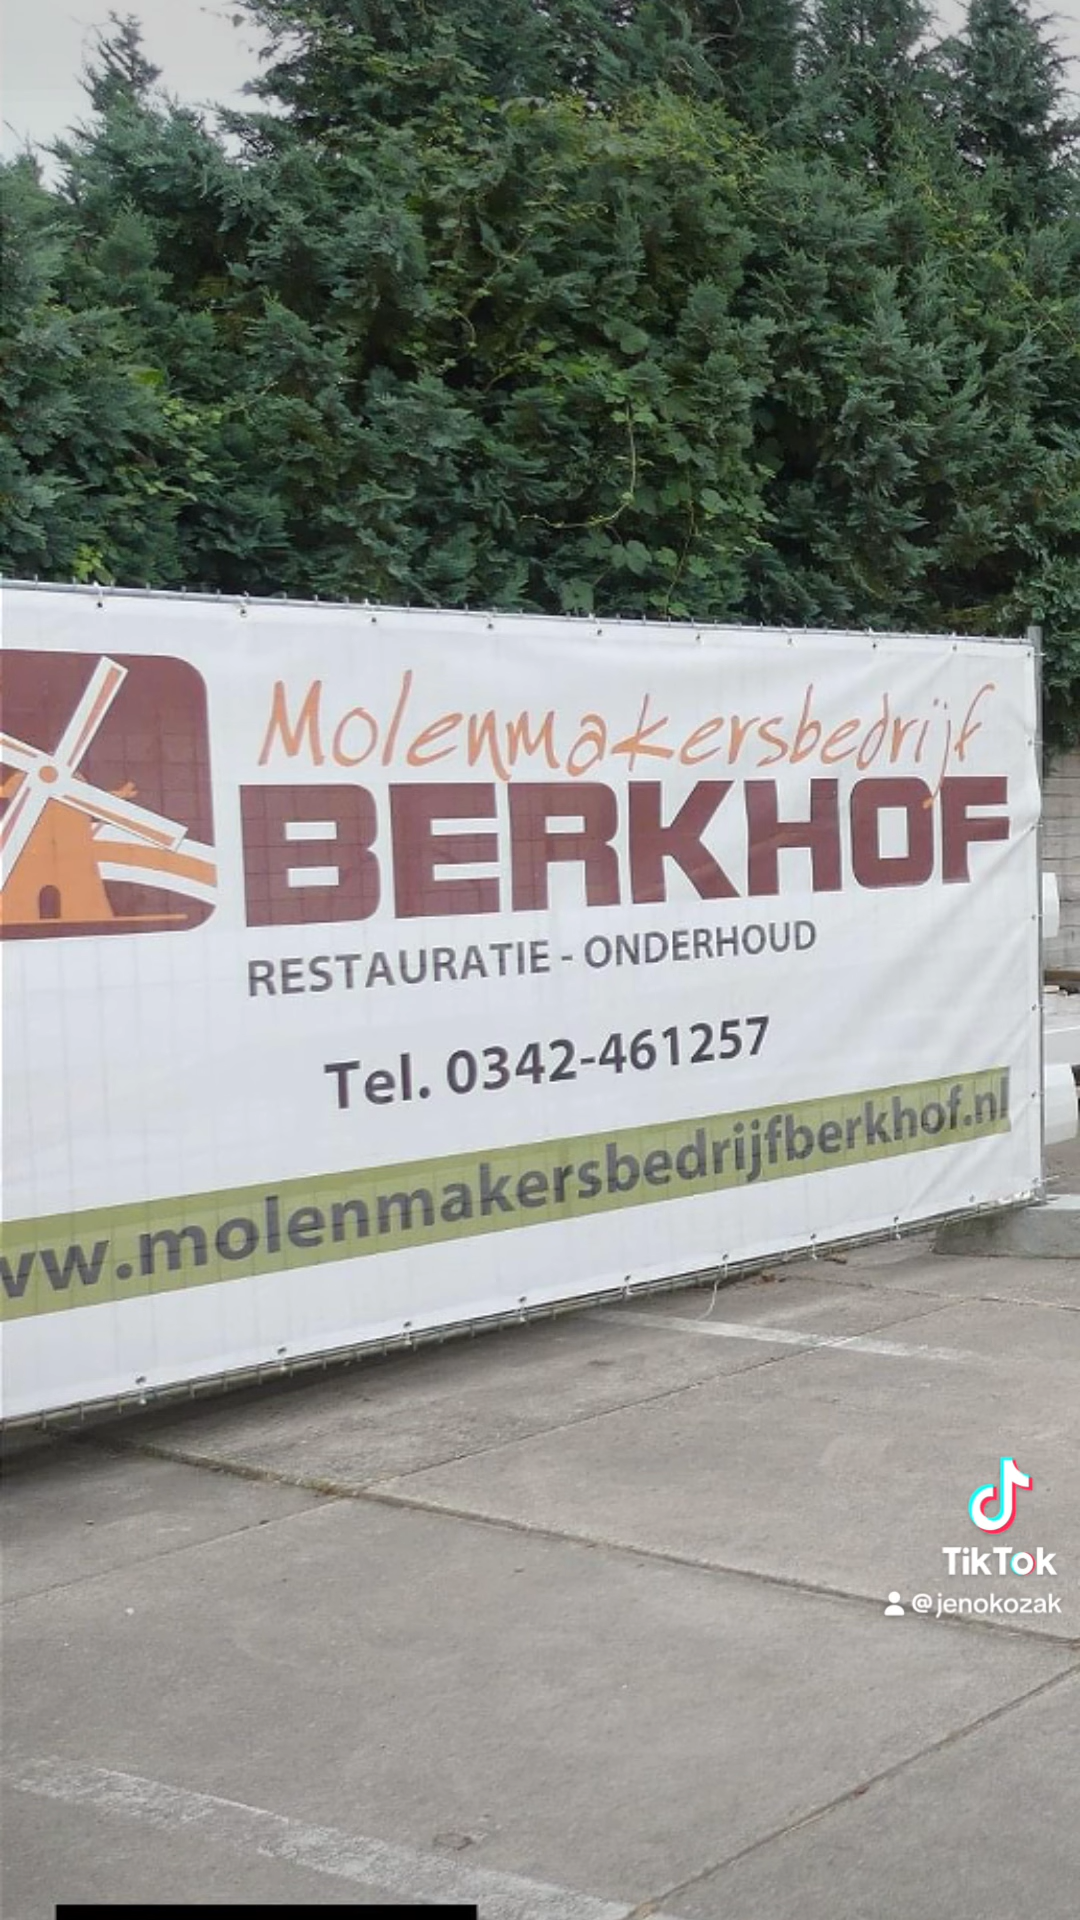 Molenmakersbedrijf
BERKHOF
RESTAURATIE - ONDERHOUD
Tel. 0342-461257
ww.molenmakersbedrijfberkhof.nl
TikTok
@jenokozak